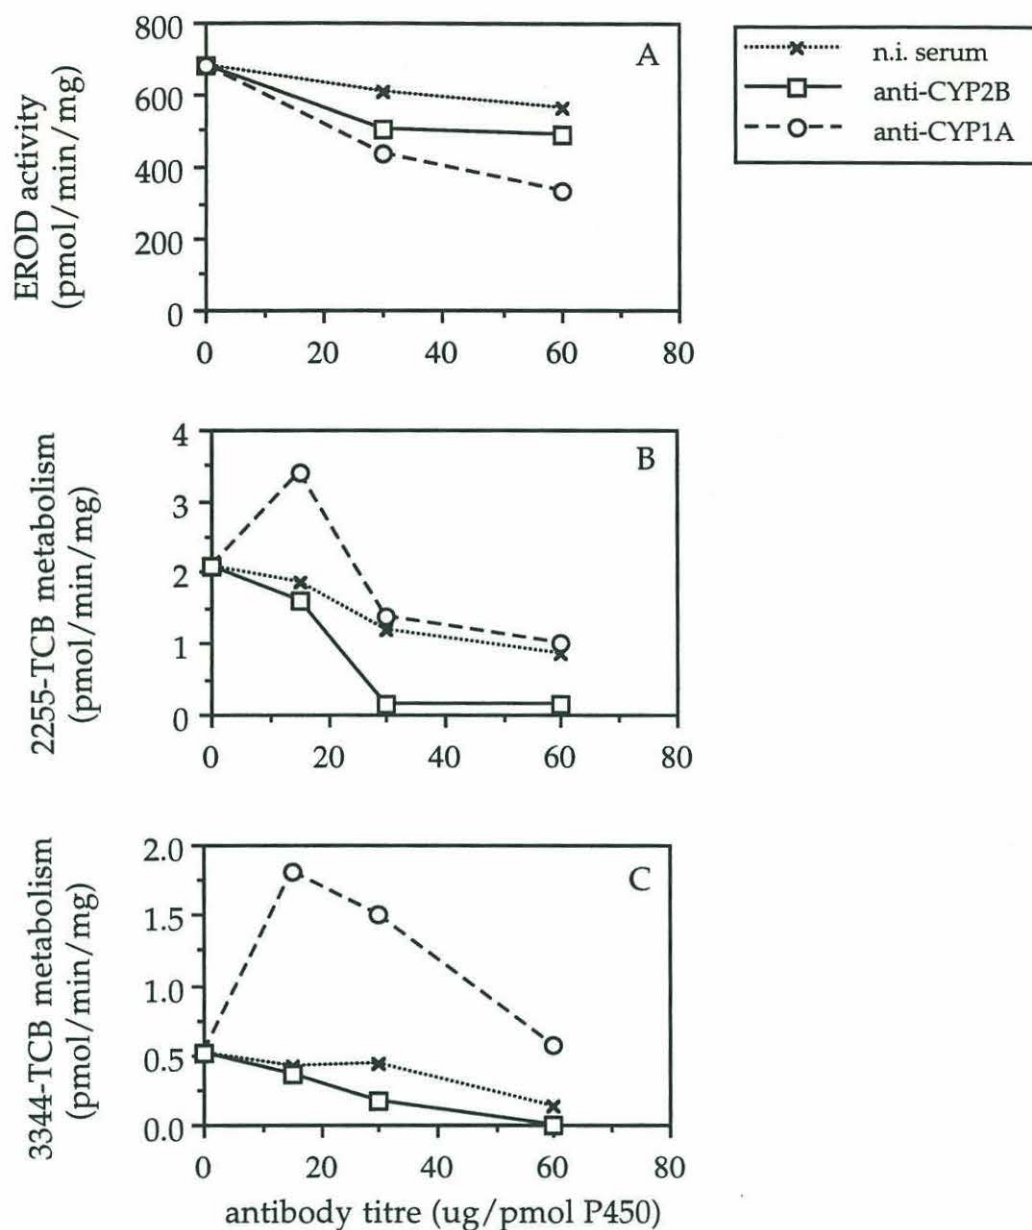 800
600
400
200
0
EROD activity
(pmol/min/mg)
A
0 20 40 60 80
n.i. serum
anti-CYP2B
anti-CYP1A
4
3
2
1
0
2255-TCB metabolism
(pmol/min/mg)
B
0 20 40 60 80
2.0
1.5
1.0
0.5
0.0
3344-TCB metabolism
(pmol/min/mg)
C
0 20 40 60 80
antibody titre (ug/pmol P450)